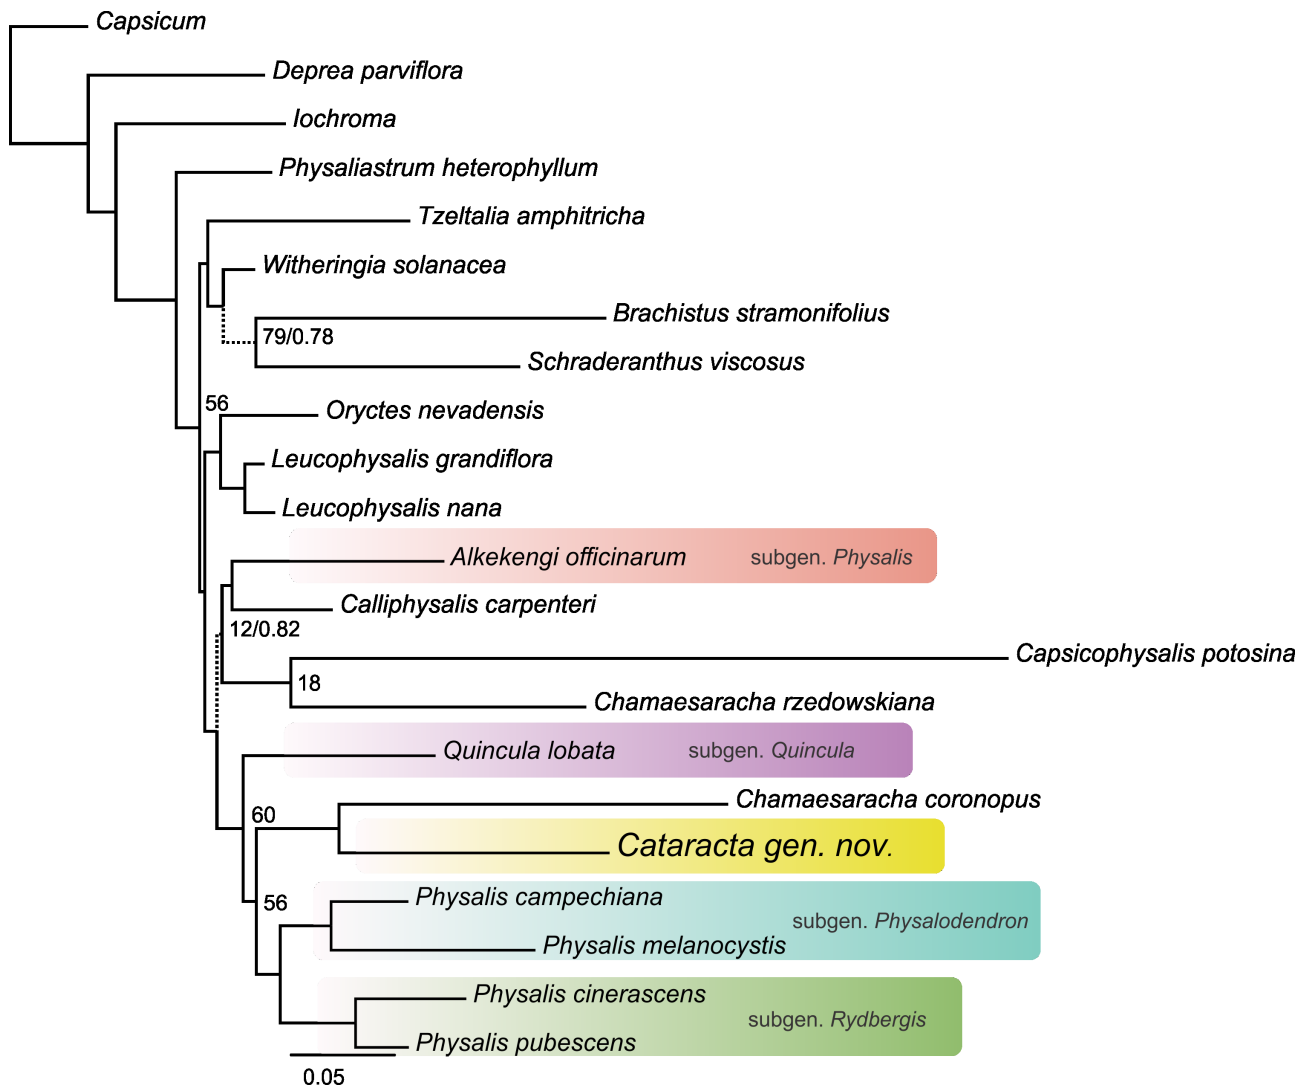 Capsicum
Deprea parviflora
Iochroma
Physaliastrum heterophyllum
Tzeltalia amphitricha
Witheringia solanacea
Brachistus stramonifolius
79/0.78
Schraderanthus viscosus
56
Oryctes nevadensis
Leucophysalis grandiflora
Leucophysalis nana
Alkekengi officinarum subgen. Physalis
Calliphysalis carpenteri
12/0.82
Capsicophysalis potosina
18
Chamaesaracha rzedowskiana
Quincula lobata subgen. Quincula
Chamaesaracha coronopus
60
Cataracta gen. nov.
Physalis campechiana
56
subgen. Physalodendron
Physalis melanocystis
Physalis cinerascens
subgen. Rydbergis
Physalis pubescens
0.05